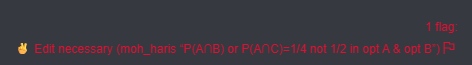 1 flag:
✌ Edit necessary (moh_haris "P(A∩B) or P(A∩C)=1/4 not 1/2 in opt A & opt B")